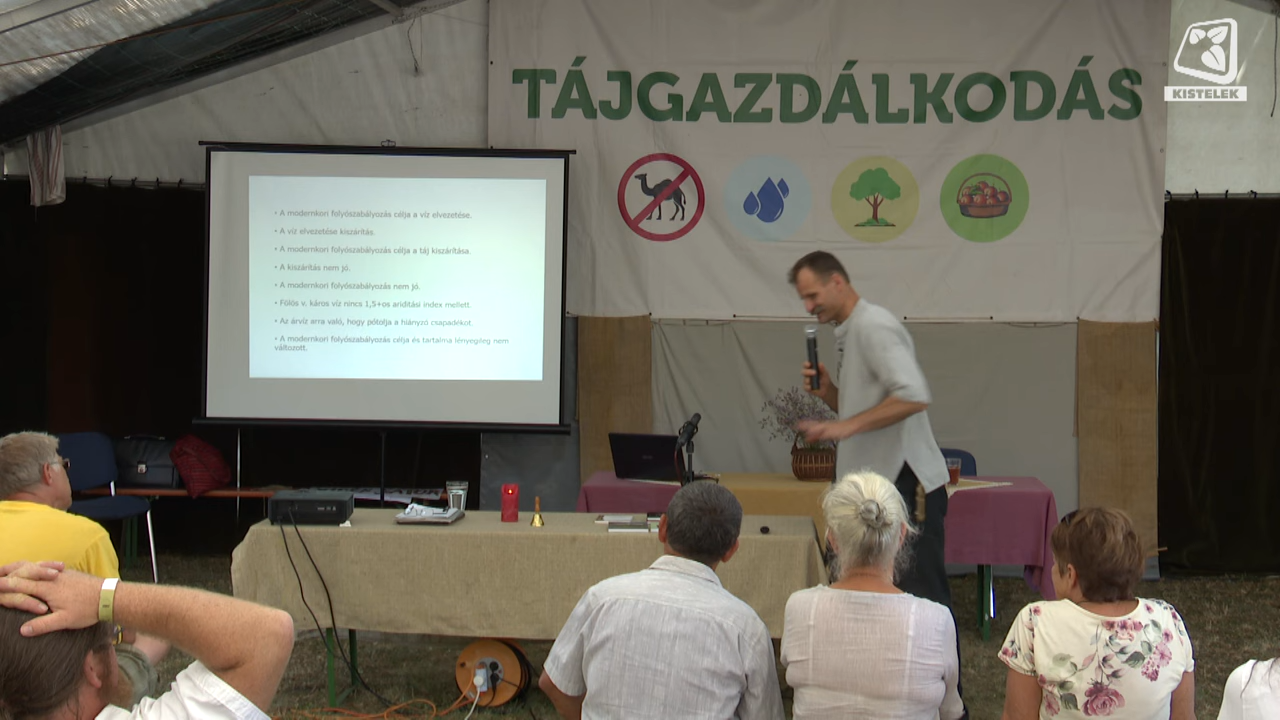 TÁJGAZDÁLKODÁS
KISTELEK
• A modernkori folyószabályozás célja a víz elvezetése.
• A víz elvezetése kiszárítás.
• A modernkori folyószabályozás célja a táj kiszárítása.
• A kiszárítás nem jó.
• A modernkori folyószabályozás nem jó.
• Fölös v. káros víz nincs 1,5+os ariditási index mellett.
• Az árvíz arra való, hogy pótolja a hiányzó csapadékot.
• A modernkori folyószabályozás célja és tartalma lényegileg nem
változott.